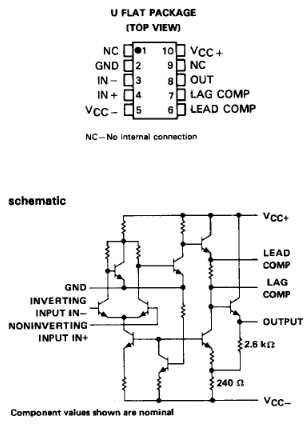 U FLAT PACKAGE
(TOP VIEW)
NC 1 10 VCC+
GND 2 9 NC
IN− 3 8 OUT
IN+ 4 7 LAG COMP
VCC− 5 6 LEAD COMP
NC—No internal connection
schematic
VCC+
LEAD
COMP
LAG
COMP
GND
INVERTING
INPUT IN−
NONINVERTING
INPUT IN+
OUTPUT
2.6 kΩ
240 Ω
VCC−
Component values shown are nominal